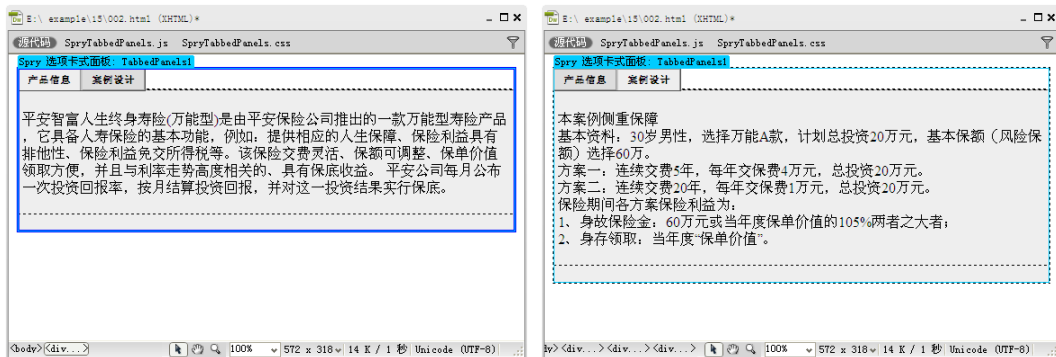 E:\ example\15\002.html (XHTML)*
源代码 SpryTabbedPanels.js SpryTabbedPanels.css
Spry 选项卡式面板: TabbedPanels1
产品信息 案例设计
平安智富人生终身寿险(万能型)是由平安保险公司推出的一款万能型寿险产品
，它具备人寿保险的基本功能，例如：提供相应的人生保障、保险利益具有
排他性、保险利益免交所得税等。该保险交费灵活、保额可调整、保单价值
领取方便，并且与利率走势高度相关的、具有保底收益。 平安公司每月公布
一次投资回报率，按月结算投资回报，并对这一投资结果实行保底。
<body><div...>
100% 572 x 318 14 K / 1 秒 Unicode (UTF-8)
E:\ example\15\002.html (XHTML)*
源代码 SpryTabbedPanels.js SpryTabbedPanels.css
Spry 选项卡式面板: TabbedPanels1
产品信息 案例设计
本案例侧重保障
基本资料：30岁男性，选择万能A款，计划总投资20万元，基本保额（风险保
额）选择60万。
方案一：连续交费5年，每年交保费4万元，总投资20万元。
方案二：连续交费20年，每年交保费1万元，总投资20万元。
保险期间各方案保险利益为：
1、身故保险金：60万元或当年度保单价值的105%两者之大者；
2、身存领取：当年度“保单价值”。
dy><div...><div...><div...>
100% 572 x 318 14 K / 1 秒 Unicode (UTF-8)